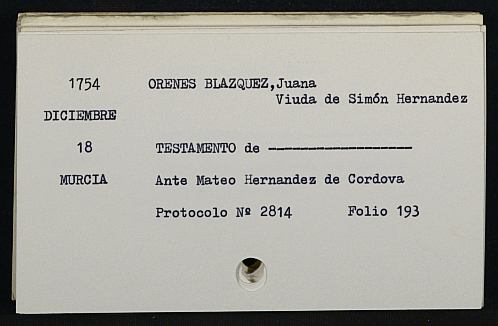 1754 ORENES BLAZQUEZ,Juana
Viuda de Simón Hernandez
DICIEMBRE
18 TESTAMENTO de ------------------
MURCIA Ante Mateo Hernandez de Cordova
Protocolo Nº 2814 Folio 193